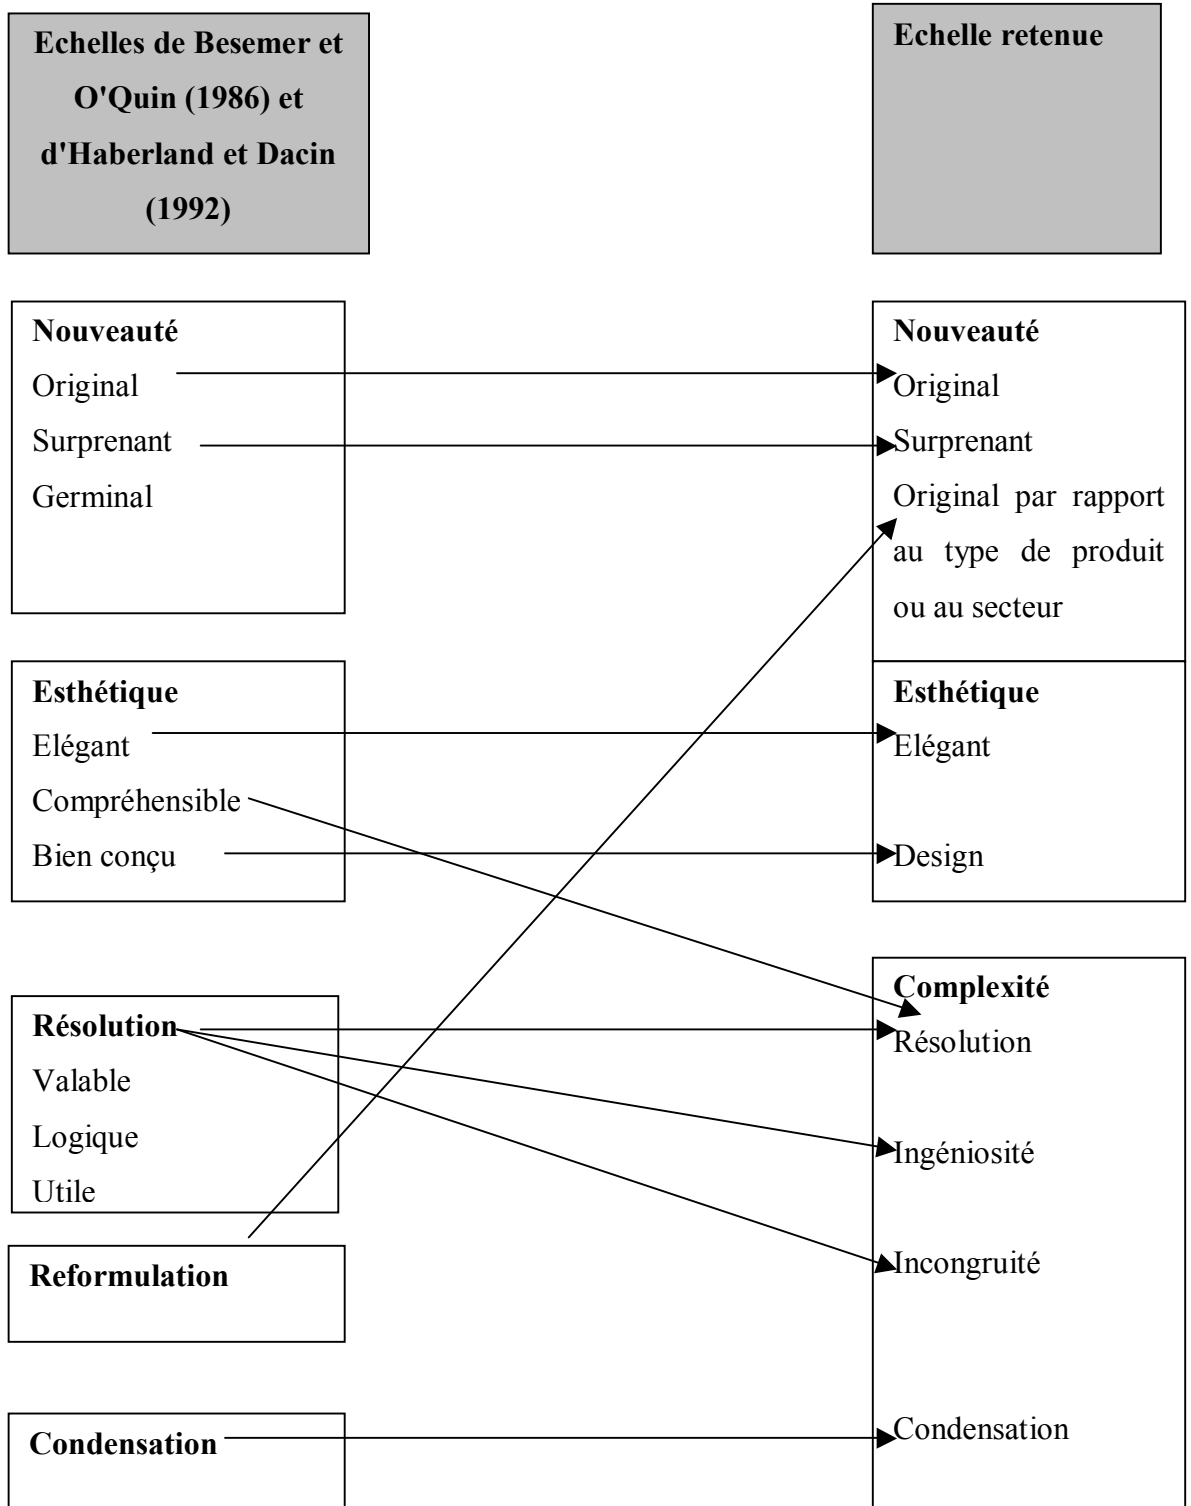 Echelles de Besemer et
O'Quin (1986) et
d'Haberland et Dacin
(1992)
Echelle retenue
Nouveauté
Original
Surprenant
Germinal
Nouveauté
Original
Surprenant
Original par rapport
au type de produit
ou au secteur
Esthétique
Elégant
Compréhensible
Bien conçu
Esthétique
Elégant
Design
Résolution
Valable
Logique
Utile
Reformulation
Condensation
Complexité
Résolution
Ingéniosité
Incongruité
Condensation